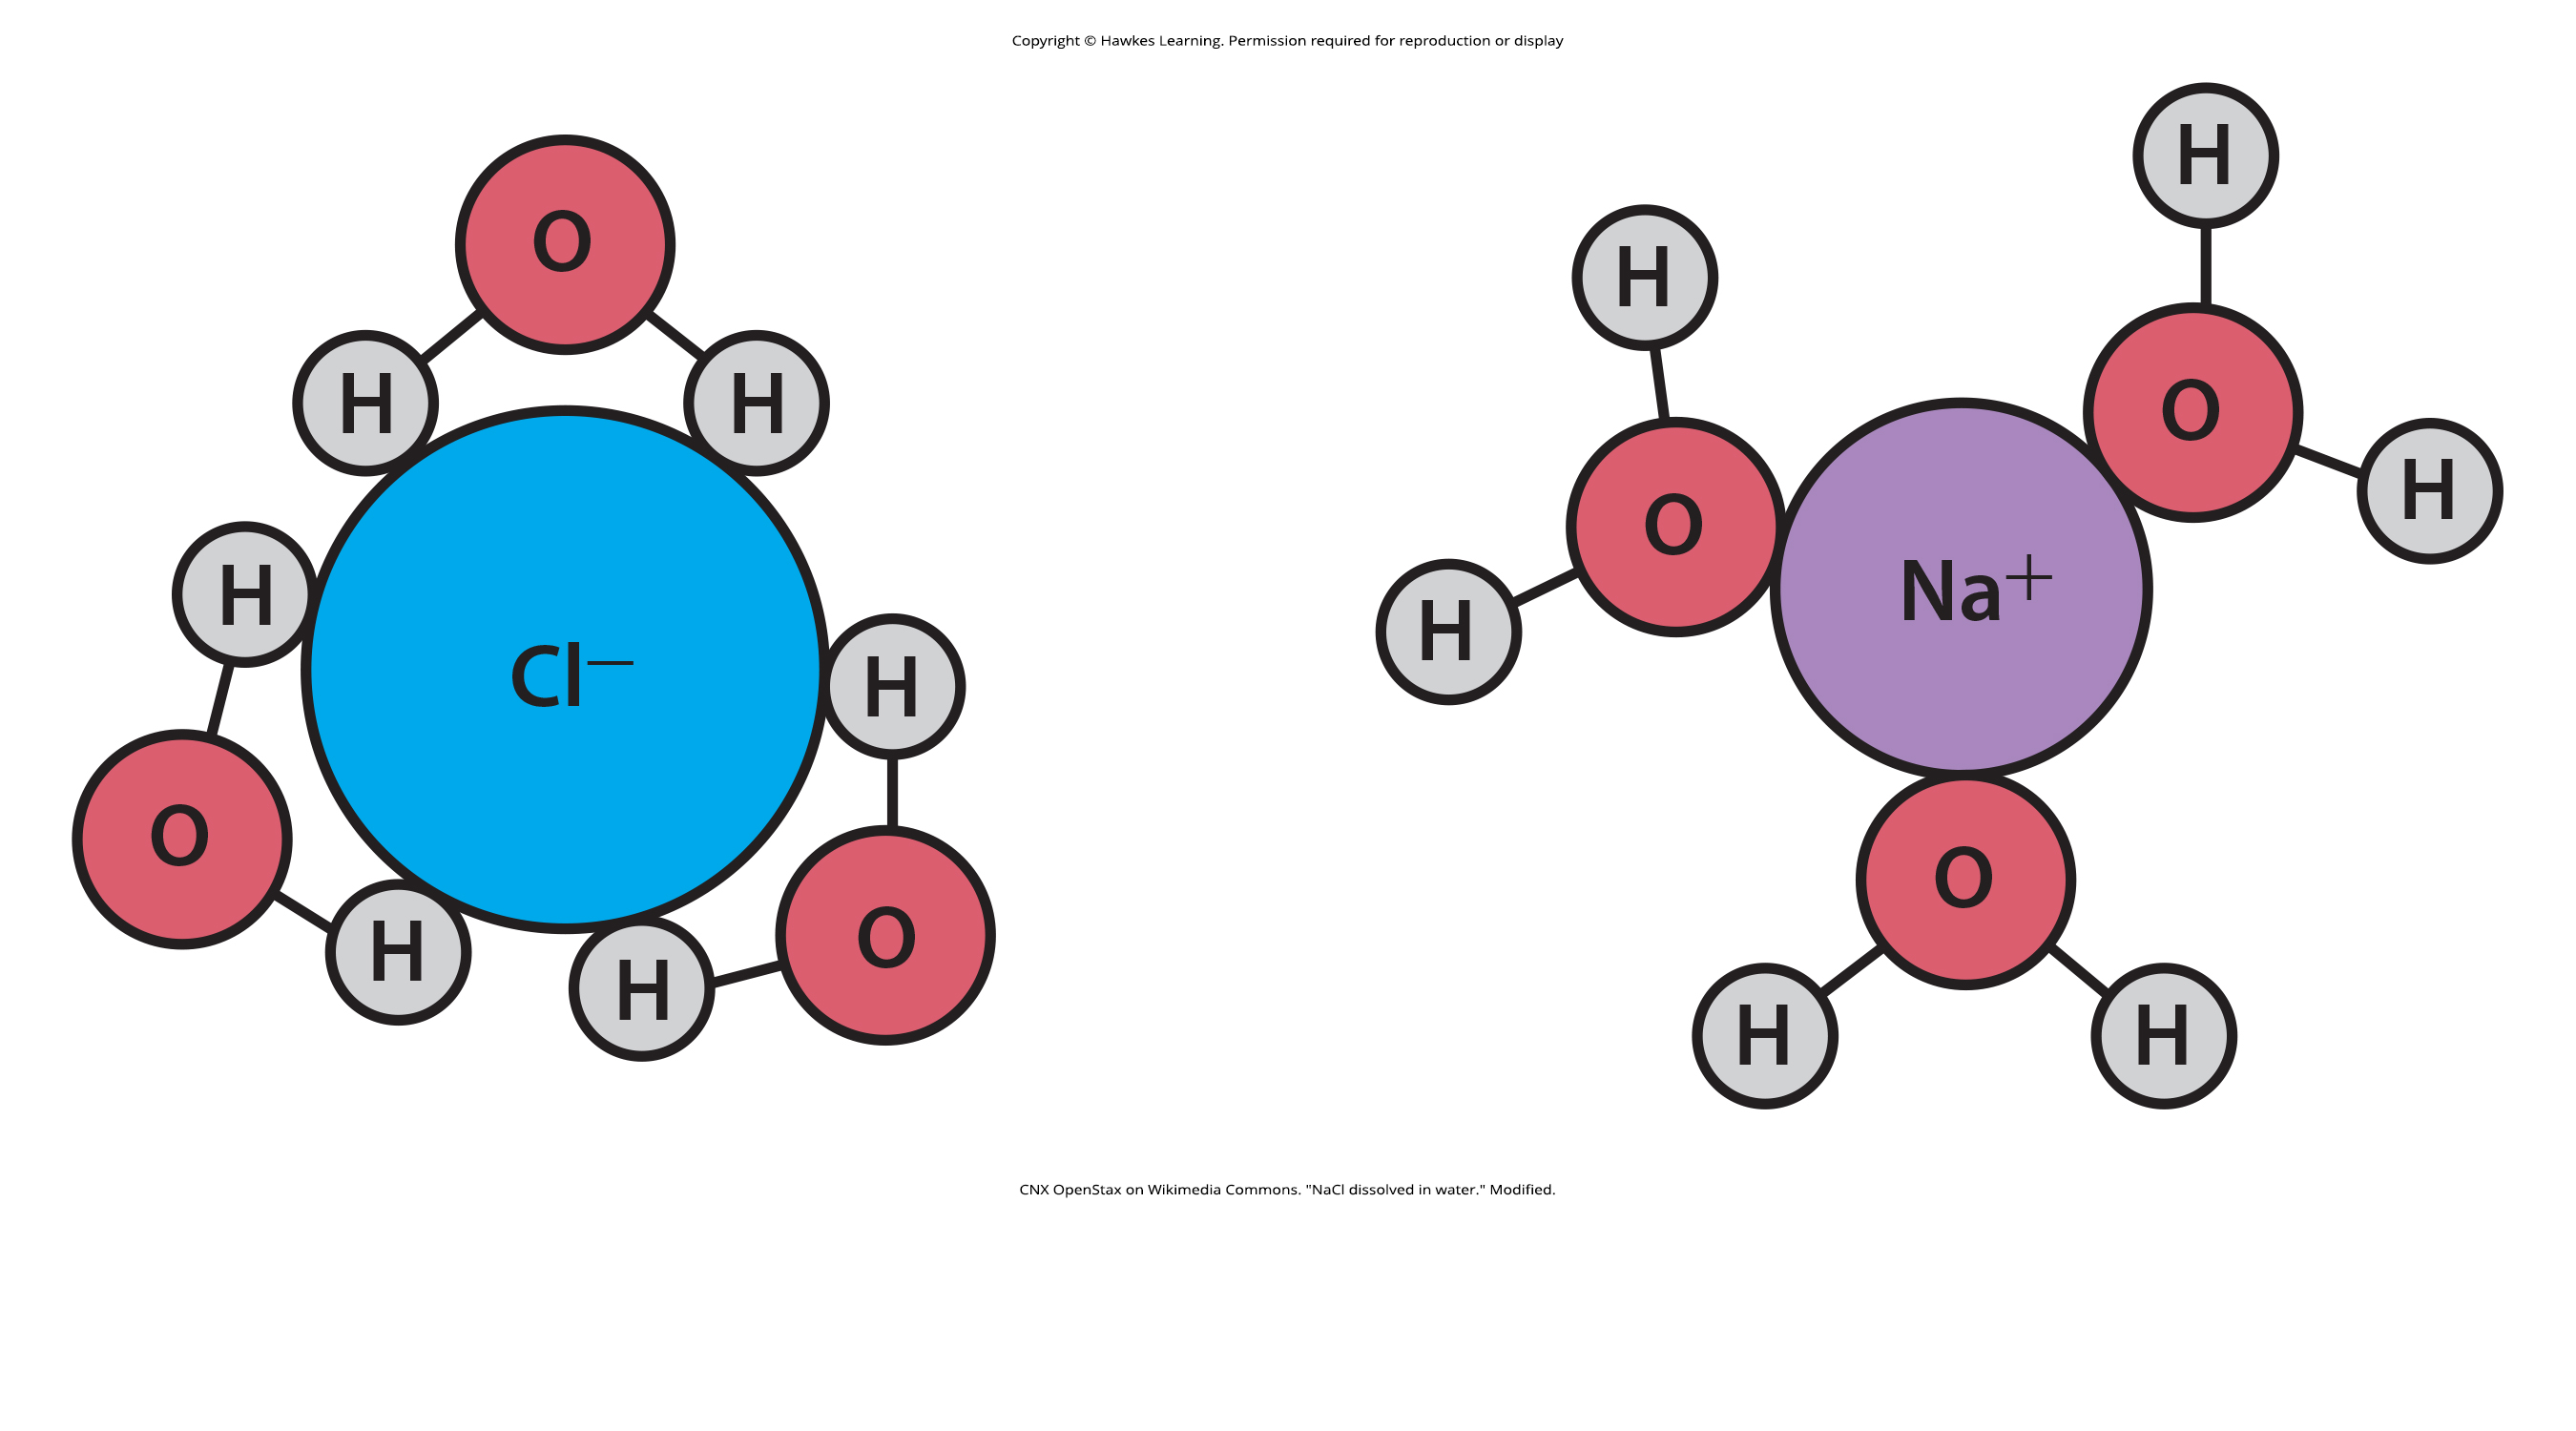 Copyright © Hawkes Learning. Permission required for reproduction or display
O
H
H
H
Cl⁻
H
O
H
H
O
H
H
O
H
H
O
H
Na⁺
O
H
H
CNX OpenStax on Wikimedia Commons. "NaCl dissolved in water." Modified.